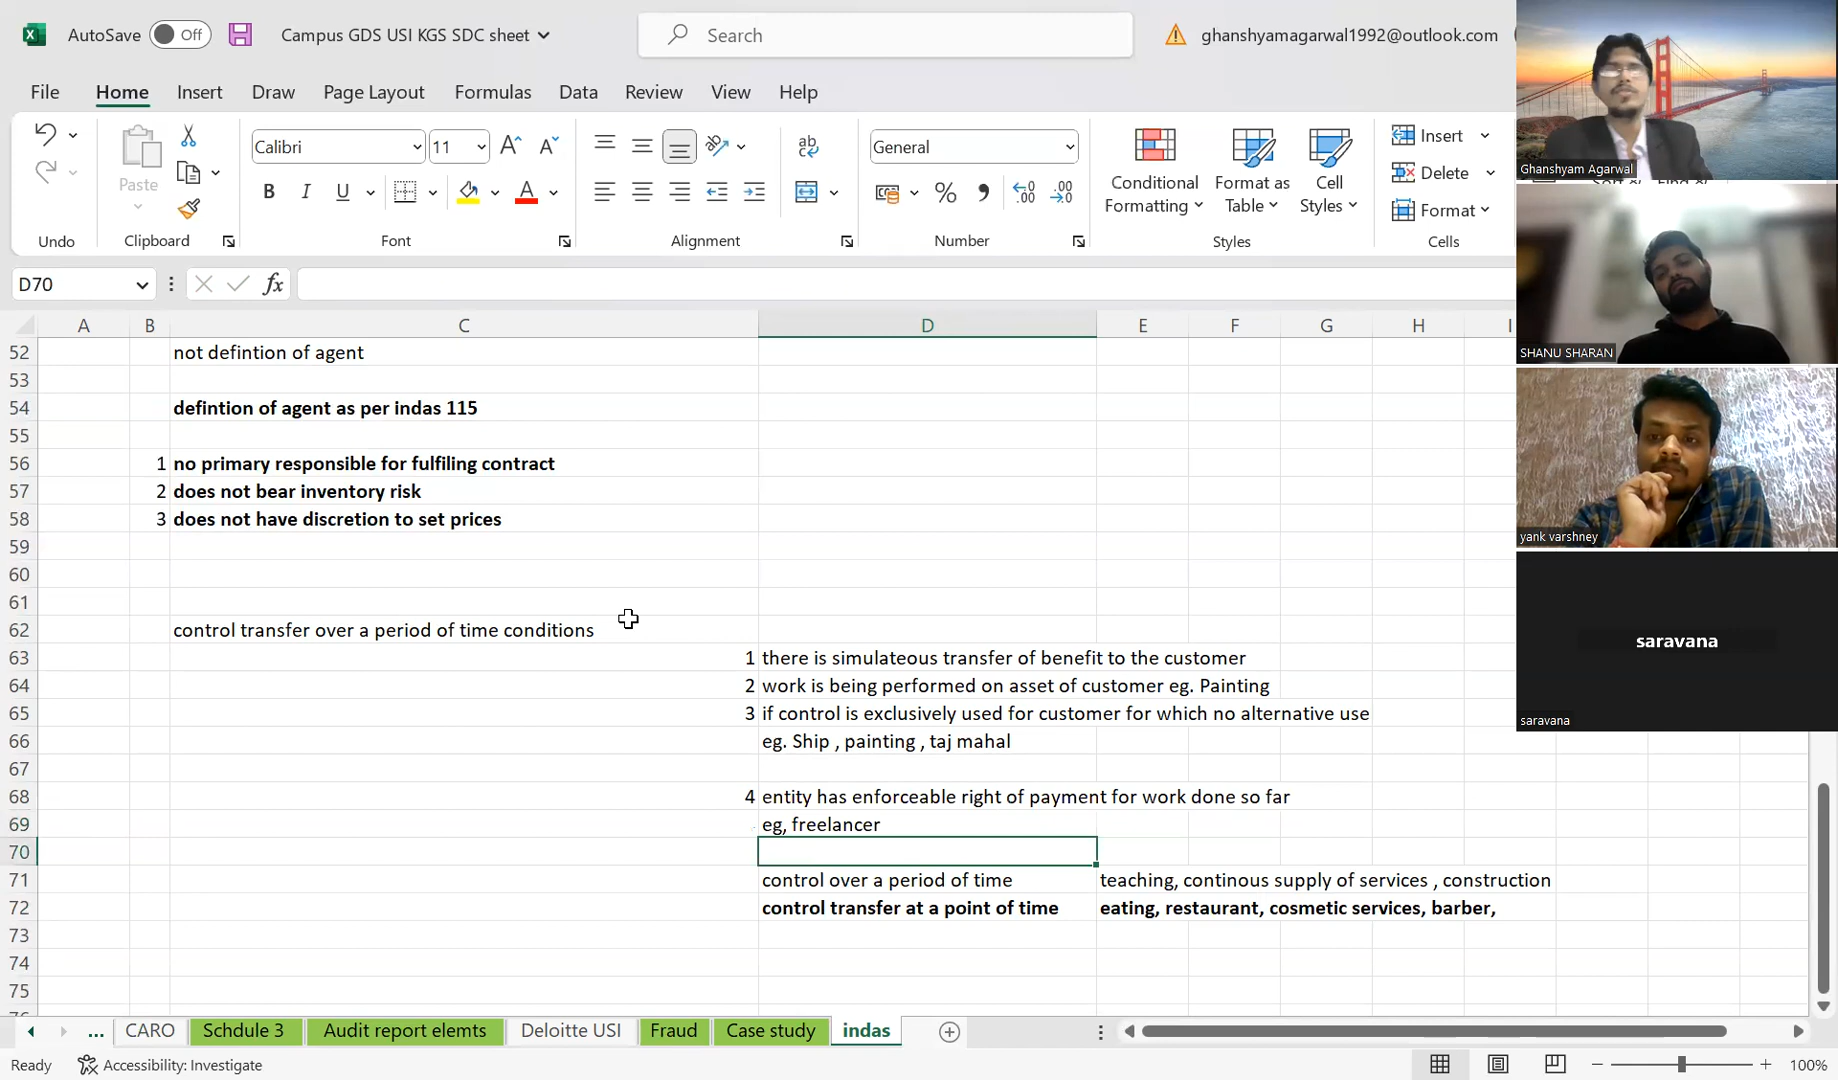 AutoSave Off Campus GDS USI KGS SDC sheet Search ghanshyamagarwal1992@outlook.com
File Home Insert Draw Page Layout Formulas Data Review View Help
Paste Calibri 11 General Conditional Formatting Format as Table Cell Styles Insert Delete Format
Undo Clipboard Font Alignment Number Styles Cells
D70 fx
A B C D E F G H I
52 not defintion of agent
53
54 defintion of agent as per indas 115
55
56 1 no primary responsible for fulfiling contract
57 2 does not bear inventory risk
58 3 does not have discretion to set prices
59
60
61
62 control transfer over a period of time conditions
63 1 there is simulateous transfer of benefit to the customer
64 2 work is being performed on asset of customer eg. Painting
65 3 if control is exclusively used for customer for which no alternative use
66 eg. Ship , painting , taj mahal
67
68 4 entity has enforceable right of payment for work done so far
69 eg, freelancer
70
71 control over a period of time teaching, continous supply of services , construction
72 control transfer at a point of time eating, restaurant, cosmetic services, barber,
73
74
75
... CARO Schdule 3 Audit report elemts Deloitte USI Fraud Case study indas
Ready Accessibility: Investigate 100%
Ghanshyam Agarwal
SHANU SHARAN
yank varshney
saravana
saravana